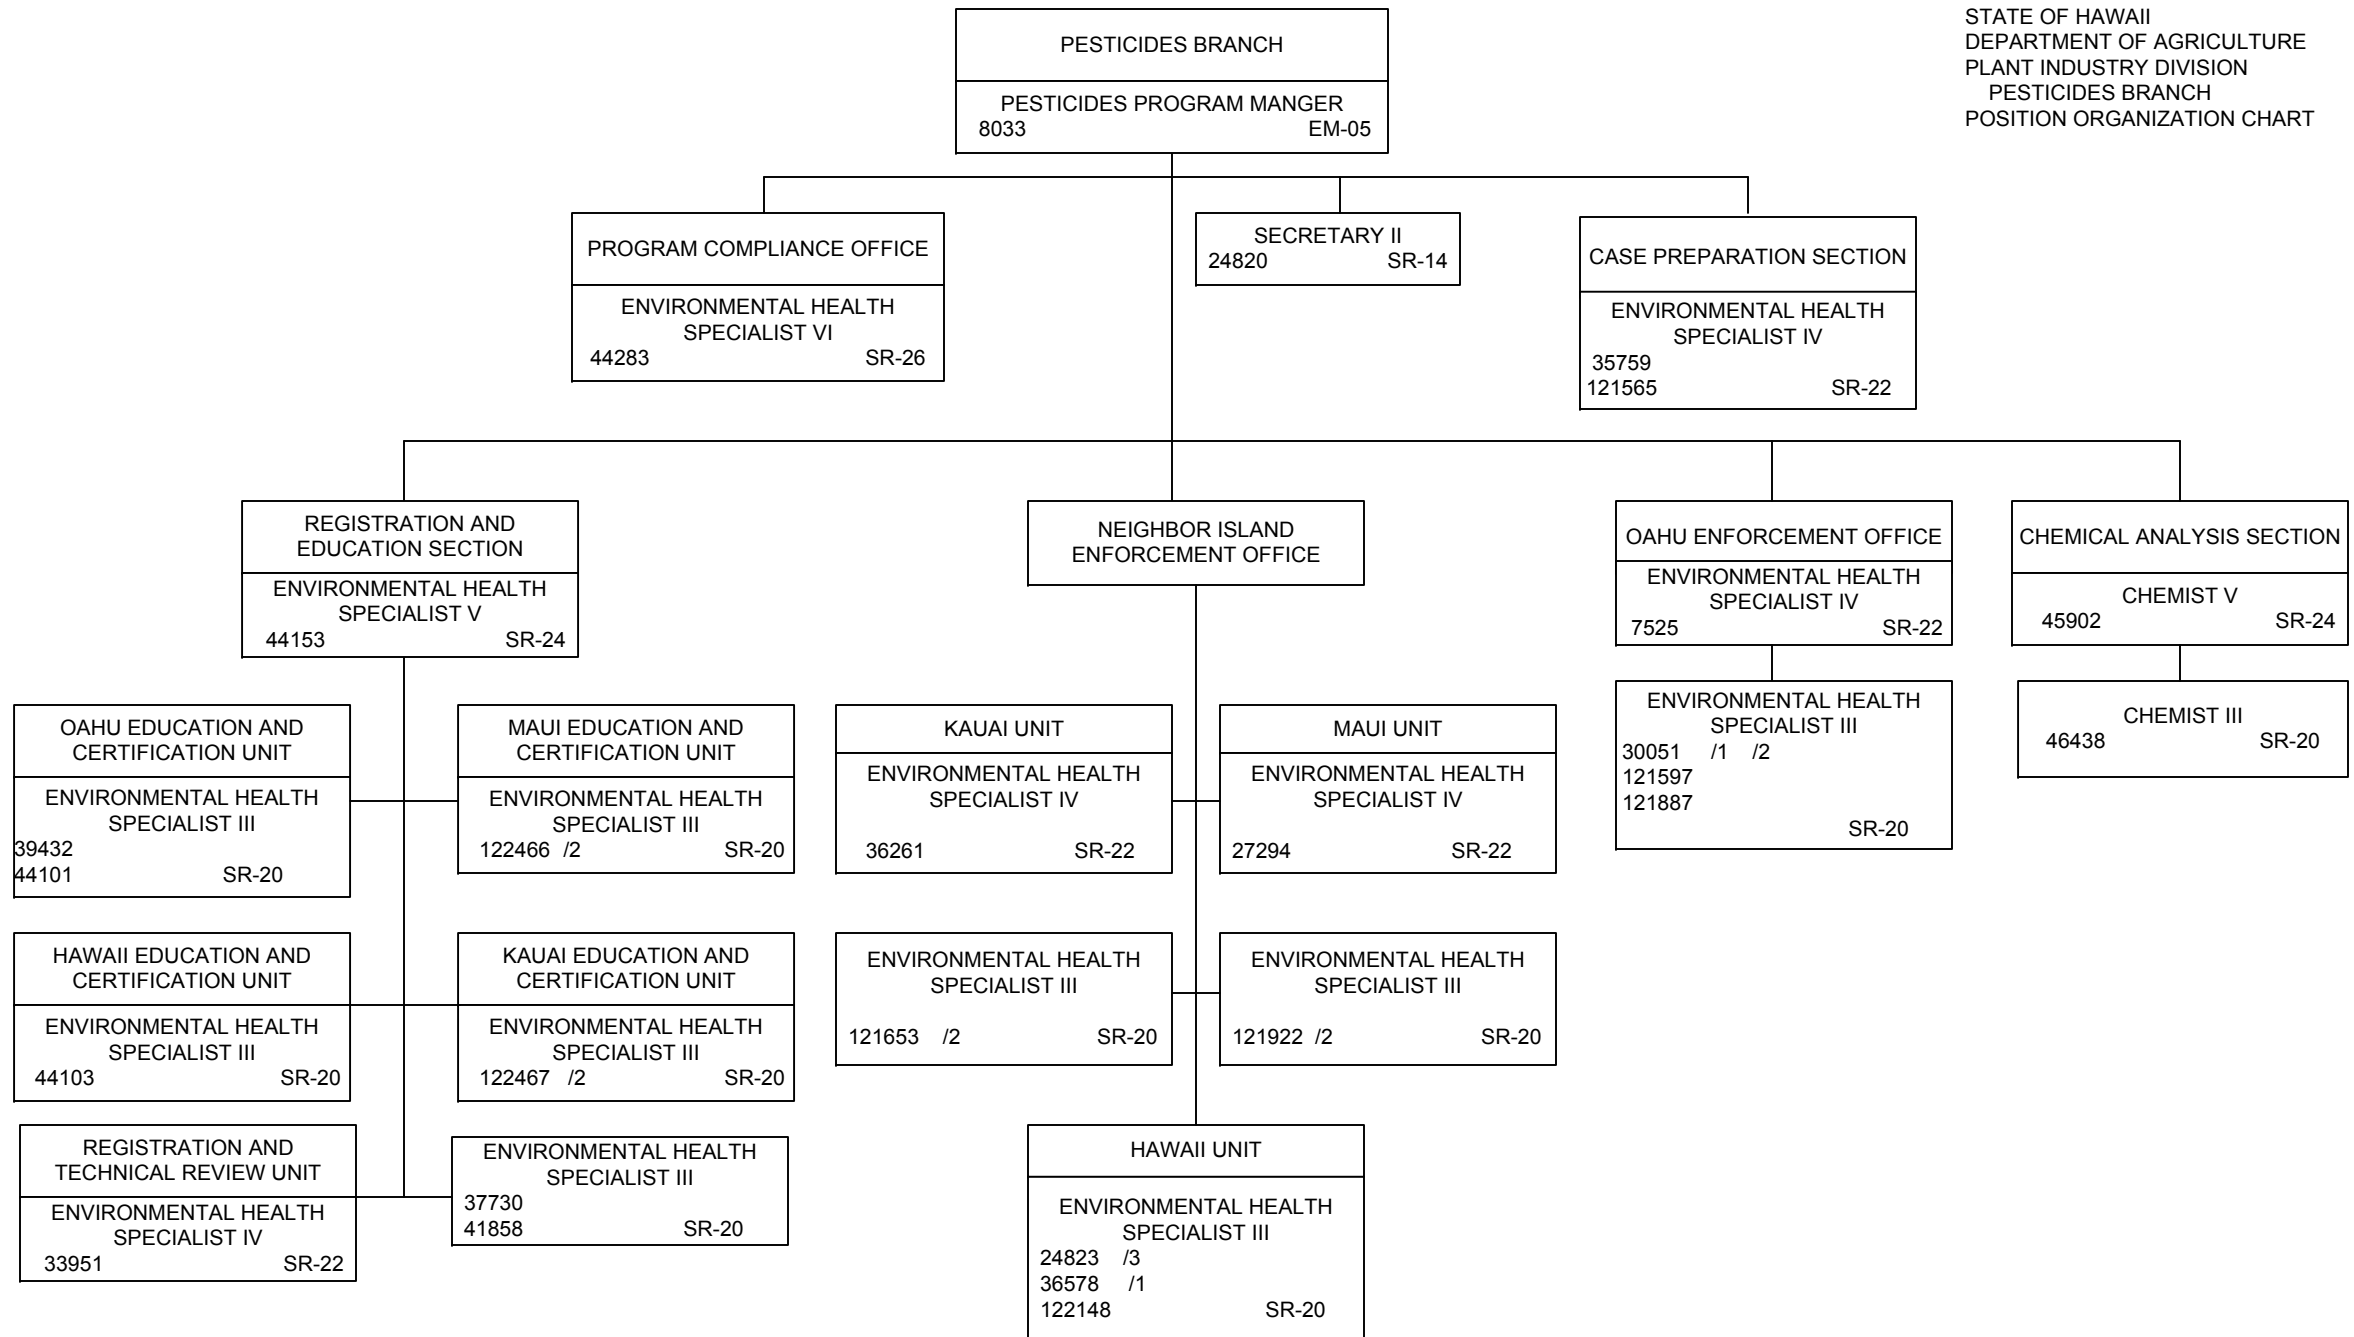 STATE OF HAWAII
DEPARTMENT OF AGRICULTURE
PLANT INDUSTRY DIVISION
PESTICIDES BRANCH
POSITION ORGANIZATION CHART
PESTICIDES BRANCH
PESTICIDES PROGRAM MANGER
8033 EM-05
PROGRAM COMPLIANCE OFFICE
ENVIRONMENTAL HEALTH
SPECIALIST VI
44283 SR-26
SECRETARY II
24820 SR-14
CASE PREPARATION SECTION
ENVIRONMENTAL HEALTH
SPECIALIST IV
35759
121565 SR-22
REGISTRATION AND
EDUCATION SECTION
ENVIRONMENTAL HEALTH
SPECIALIST V
44153 SR-24
NEIGHBOR ISLAND
ENFORCEMENT OFFICE
OAHU ENFORCEMENT OFFICE
ENVIRONMENTAL HEALTH
SPECIALIST IV
7525 SR-22
CHEMICAL ANALYSIS SECTION
CHEMIST V
45902 SR-24
OAHU EDUCATION AND
CERTIFICATION UNIT
ENVIRONMENTAL HEALTH
SPECIALIST III
39432
44101 SR-20
MAUI EDUCATION AND
CERTIFICATION UNIT
ENVIRONMENTAL HEALTH
SPECIALIST III
122466 /2 SR-20
KAUAI UNIT
ENVIRONMENTAL HEALTH
SPECIALIST IV
36261 SR-22
MAUI UNIT
ENVIRONMENTAL HEALTH
SPECIALIST IV
27294 SR-22
ENVIRONMENTAL HEALTH
SPECIALIST III
30051 /1 /2
121597
121887
SR-20
CHEMIST III
46438 SR-20
HAWAII EDUCATION AND
CERTIFICATION UNIT
ENVIRONMENTAL HEALTH
SPECIALIST III
44103 SR-20
KAUAI EDUCATION AND
CERTIFICATION UNIT
ENVIRONMENTAL HEALTH
SPECIALIST III
122467 /2 SR-20
ENVIRONMENTAL HEALTH
SPECIALIST III
121653 /2 SR-20
ENVIRONMENTAL HEALTH
SPECIALIST III
121922 /2 SR-20
REGISTRATION AND
TECHNICAL REVIEW UNIT
ENVIRONMENTAL HEALTH
SPECIALIST IV
33951 SR-22
ENVIRONMENTAL HEALTH
SPECIALIST III
37730
41858 SR-20
HAWAII UNIT
ENVIRONMENTAL HEALTH
SPECIALIST III
24823 /3
36578 /1
122148 SR-20